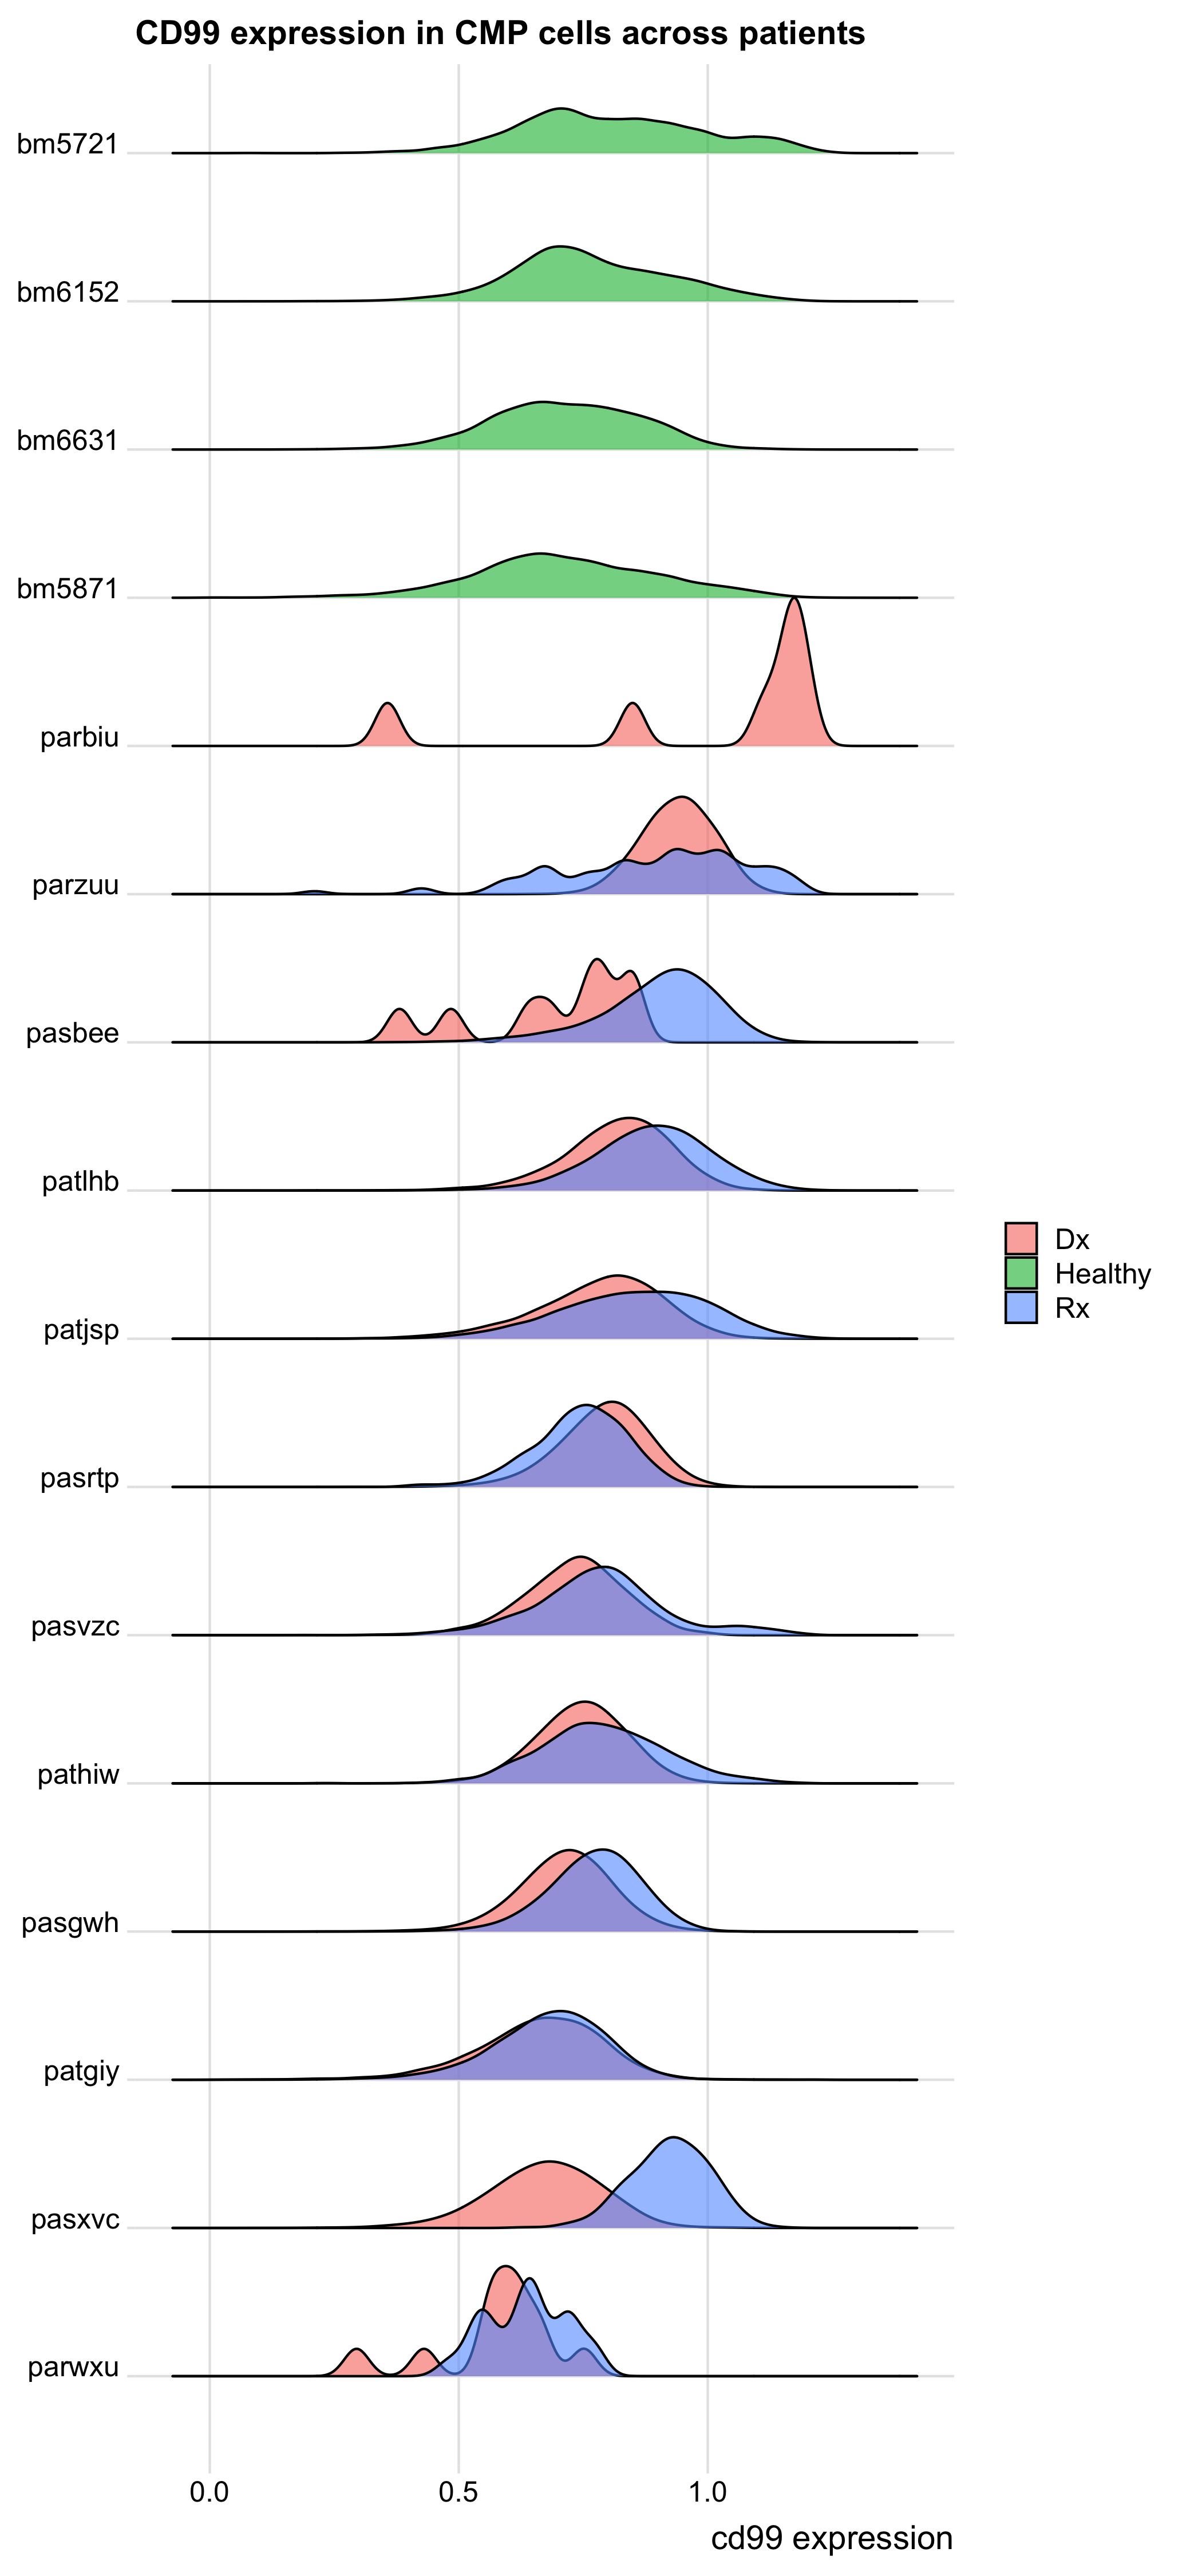 CD99 expression in CMP cells across patients
bm5721
bm6152
bm6631
bm5871
parbiu
parzuu
pasbee
patlhb
patjsp
pasrtp
pasvzc
pathiw
pasgwh
patgiy
pasxvc
parwxu
Dx
Healthy
Rx
0.0 0.5 1.0
cd99 expression